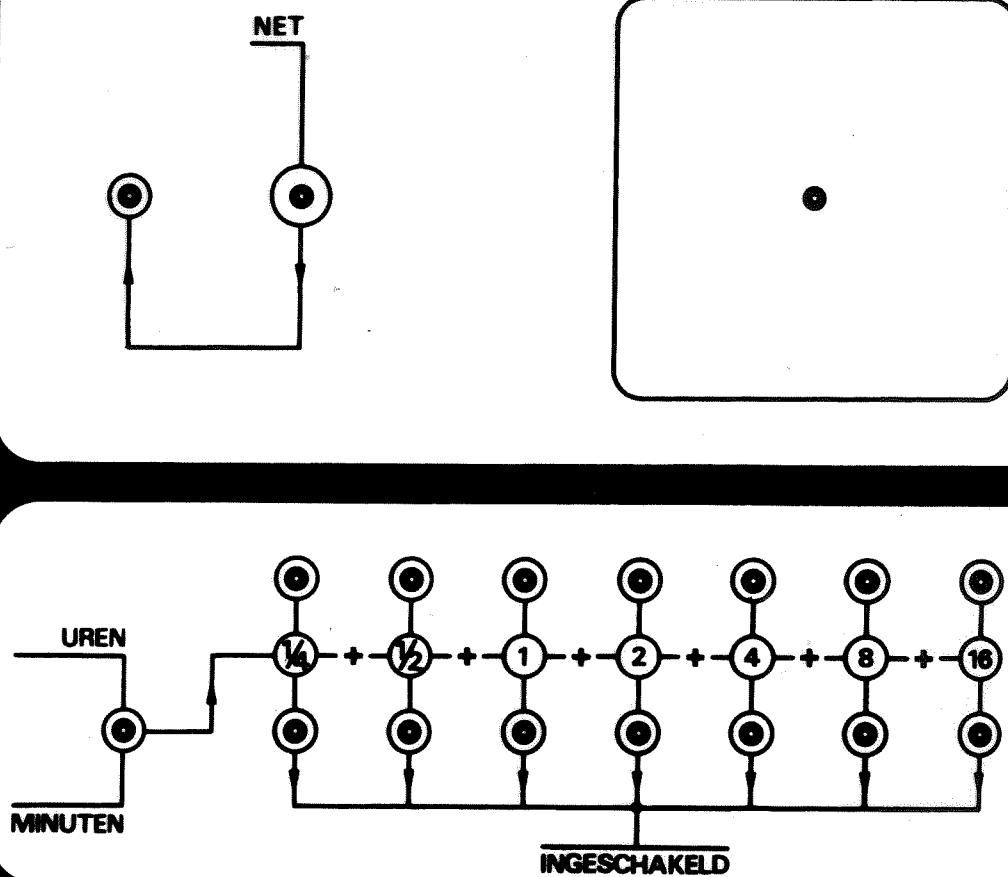 NET
UREN
¼ + ½ + 1 + 2 + 4 + 8 + 16
MINUTEN
INGESCHAKELD